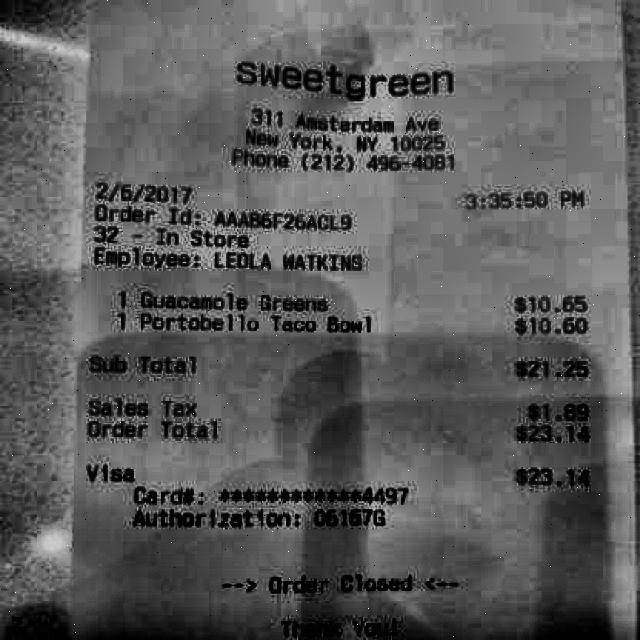 sweetgreen
311 Amsterdam Ave
New York, NY 10025
Phone (212) 496-4081
2/6/2017 3:35:50 PM
Order Id: AAAB6F26ACL9
32 - In Store
Employee: LEOLA WATKINS
1 Guacamole Greens $10.65
1 Portobello Taco Bowl $10.60
Sub Total $21.25
Sales Tax $1.89
Order Total $23.14
Visa $23.14
Card#: ************4497
Authorization: 06167G
--> Order Closed <--
Thank You!